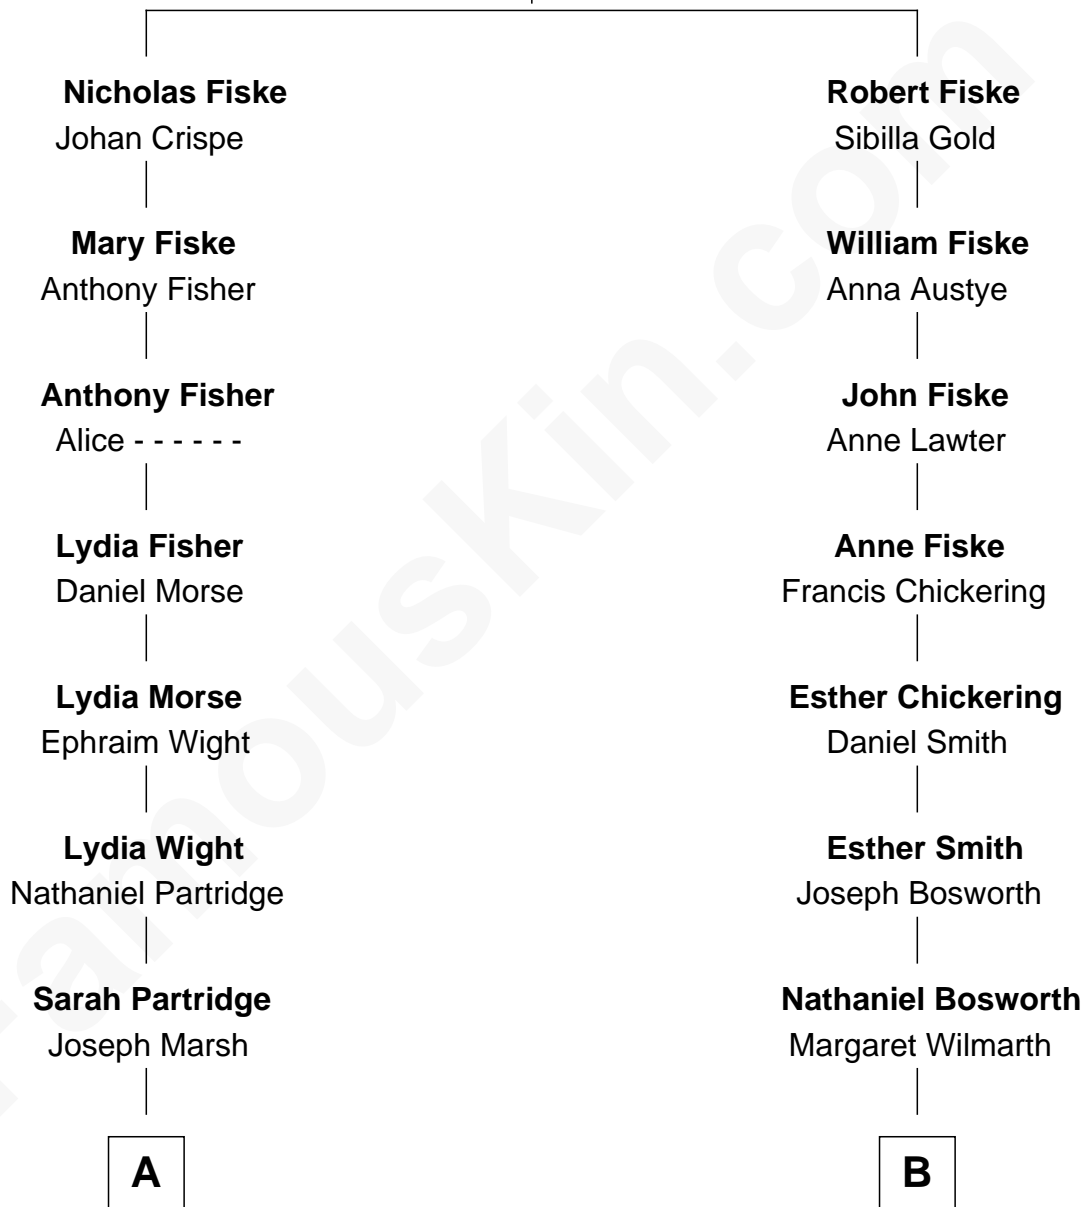 Nicholas Fiske
Johan Crispe
Mary Fiske
Anthony Fisher
Anthony Fisher
Alice - - - - - -
Lydia Fisher
Daniel Morse
Lydia Morse
Ephraim Wight
Lydia Wight
Nathaniel Partridge
Sarah Partridge
Joseph Marsh
A
Robert Fiske
Sibilla Gold
William Fiske
Anna Austye
John Fiske
Anne Lawter
Anne Fiske
Francis Chickering
Esther Chickering
Daniel Smith
Esther Smith
Joseph Bosworth
Nathaniel Bosworth
Margaret Wilmarth
B
FamousKin.com